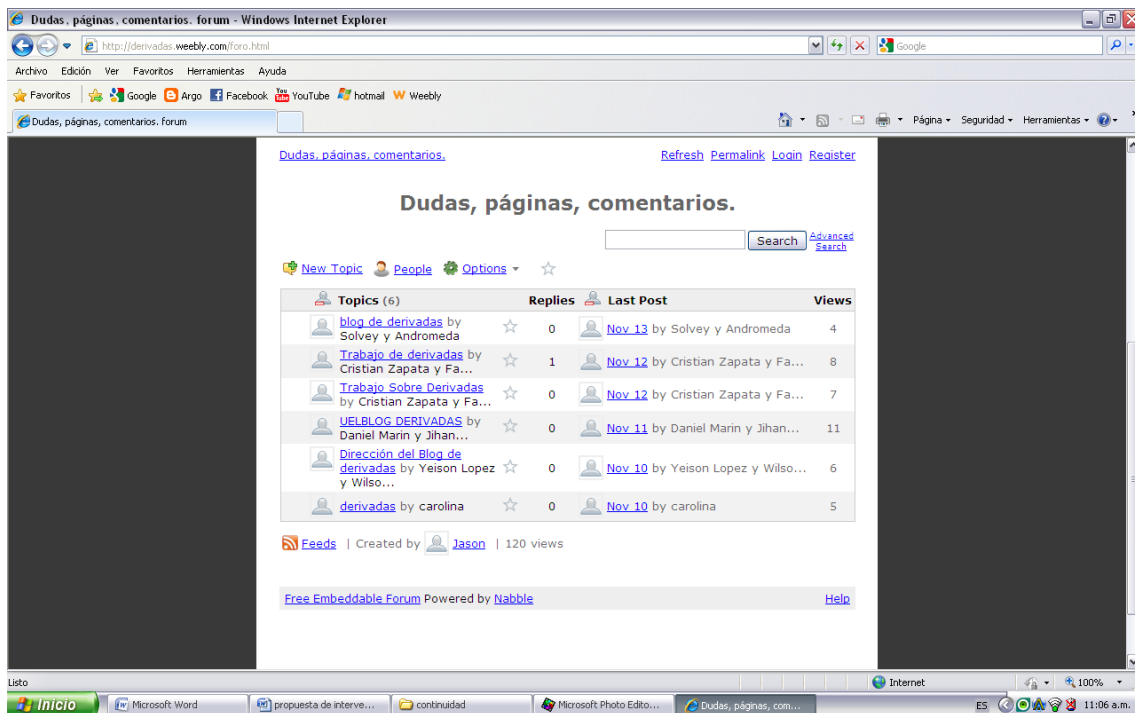 Dudas, páginas, comentarios. forum - Windows Internet Explorer
http://derivadas.weebly.com/foro.html
Google
Archivo Edición Ver Favoritos Herramientas Ayuda
Favoritos Google Argo Facebook YouTube hotmail Weebly
Dudas, páginas, comentarios. forum Página Seguridad Herramientas
Dudas, páginas, comentarios. Refresh Permalink Login Register
Dudas, páginas, comentarios.
Search Advanced Search
New Topic People Options
Topics (6) Replies Last Post Views
blog de derivadas by
Solvey y Andromeda 0 Nov 13 by Solvey y Andromeda 4
Trabajo de derivadas by
Cristian Zapata y Fa... 1 Nov 12 by Cristian Zapata y Fa... 8
Trabajo Sobre Derivadas
by Cristian Zapata y Fa... 0 Nov 12 by Cristian Zapata y Fa... 7
UELBLOG DERIVADAS by
Daniel Marin y Jihan... 0 Nov 11 by Daniel Marin y Jihan... 11
Dirección del Blog de
derivadas by Yeison Lopez 0 Nov 10 by Yeison Lopez y Wilso... 6
y Wilso...
derivadas by carolina 0 Nov 10 by carolina 5
Feeds | Created by Jason | 120 views
Free Embeddable Forum Powered by Nabble Help
Listo Internet 100%
Inicio Microsoft Word propuesta de interve... continuidad Microsoft Photo Edito... Dudas, páginas, com... ES 11:06 a.m.